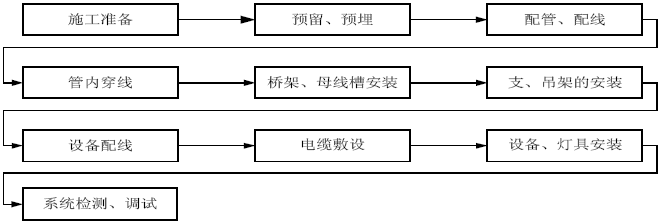 施工准备
预留、预埋
配管、配线
管内穿线
桥架、母线槽安装
支、吊架的安装
设备配线
电缆敷设
设备、灯具安装
系统检测、调试